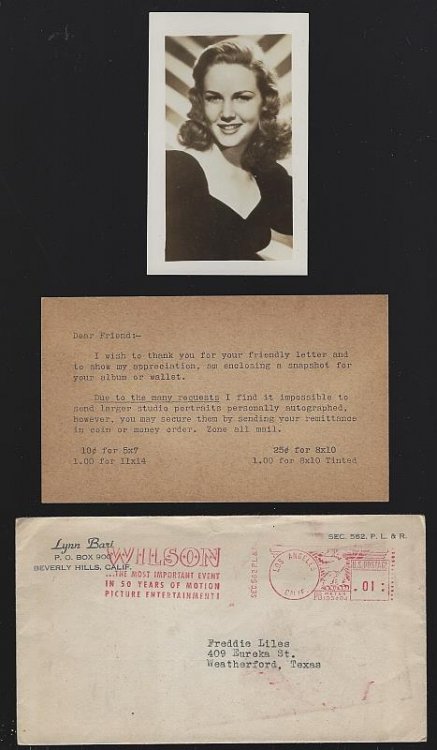 Dear Friend:-
I wish to thank you for your friendly letter and
to show my appreciation, am enclosing a snapshot for
your album or wallet.
Due to the many requests I find it impossible to
send larger studio portraits personally autographed,
however, you may secure them by sending your remittance
in coin or money order. Zone all mail.
10¢ for 5x7 25¢ for 8x10
1.00 for 11x14 1.00 for 8x10 Tinted
SEC. 562, P. L. & R.
Lynn Bari
P. O. BOX 900
BEVERLY HILLS, CALIF.
WILSON
...THE MOST IMPORTANT EVENT
IN 50 YEARS OF MOTION
PICTURE ENTERTAINMENT!
SEC. 562 P.L.& R.
LOS ANGELES
CALIF.
U.S. POSTAGE
.01
Freddie Liles
409 Eureka St.
Weatherford, Texas